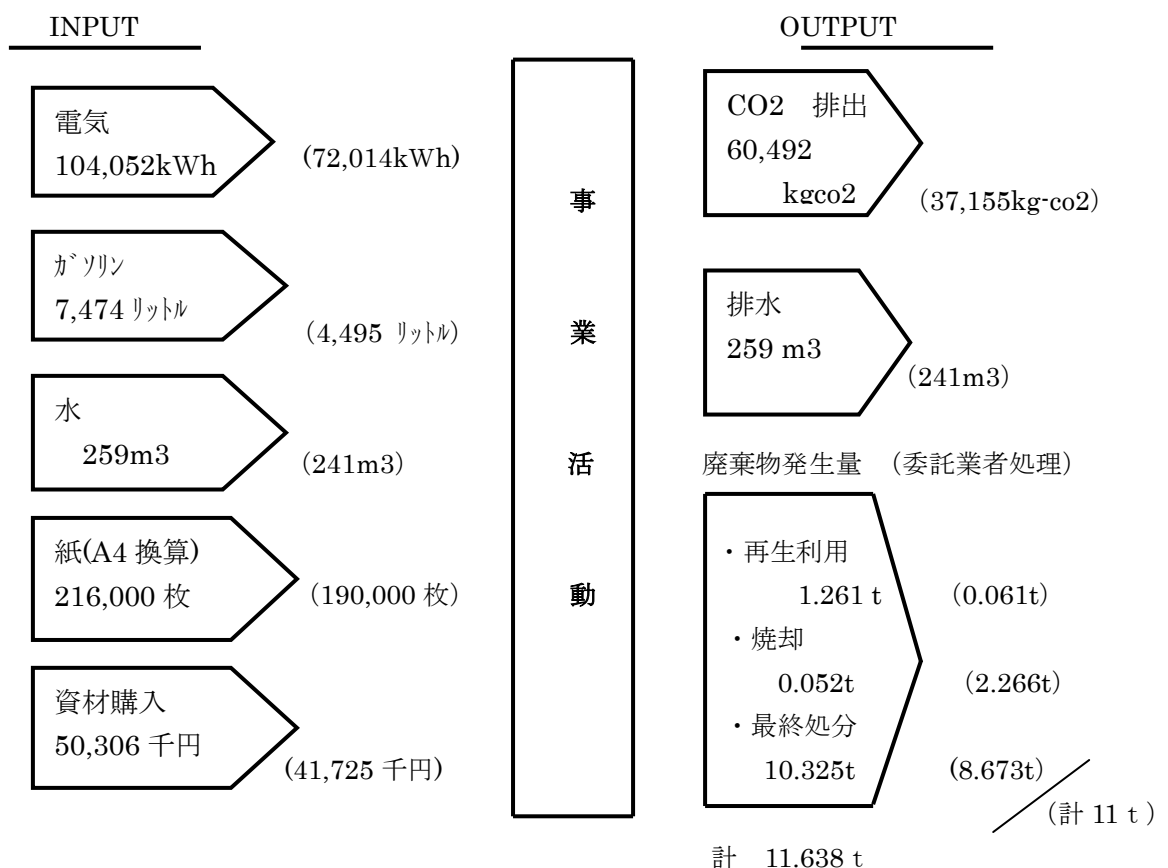 INPUT
電気
104,052kWh
(72,014kWh)
ｶﾞｿﾘﾝ
7,474 ﾘｯﾄﾙ
(4,495 ﾘｯﾄﾙ)
水
259m3
(241m3)
紙(A4 換算)
216,000 枚
(190,000 枚)
資材購入
50,306 千円
(41,725 千円)
事
業
活
動
OUTPUT
CO2　排出
60,492
kgco2
(37,155kg-co2)
排水
259 m3
(241m3)
廃棄物発生量　（委託業者処理）
・再生利用
1.261 t
(0.061t)
・焼却
0.052t
(2.266t)
・最終処分
10.325t
(8.673t)
(計 11 t )
計　11.638 t